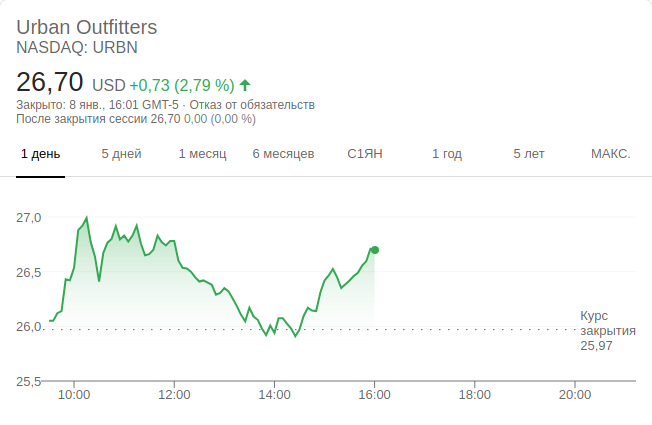 Urban Outfitters
NASDAQ: URBN
26,70 USD +0,73 (2,79 %)
Закрыто: 8 янв., 16:01 GMT-5 · Отказ от обязательств
После закрытия сессии 26,70 0,00 (0,00 %)
1 день 5 дней 1 месяц 6 месяцев С1ЯН 1 год 5 лет МАКС.
27,0
26,5
26,0
Курс
закрытия
25,97
25,5
10:00 12:00 14:00 16:00 18:00 20:00